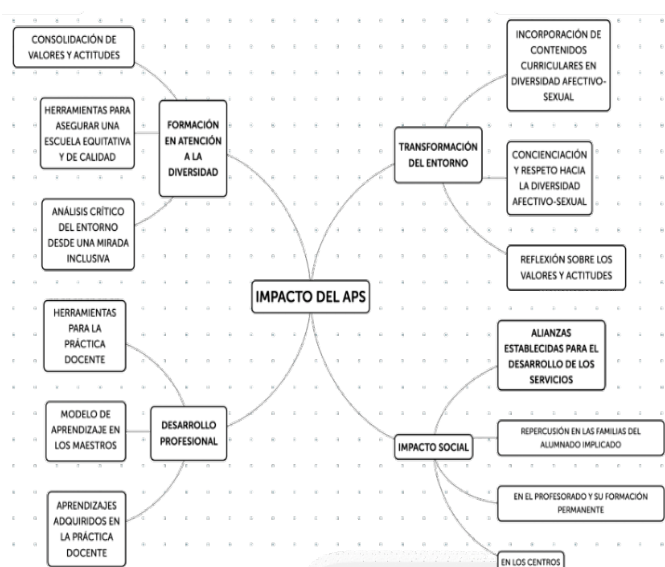 CONSOLIDACIÓN DE
VALORES Y ACTITUDES
HERRAMIENTAS PARA
ASEGURAR UNA
ESCUELA EQUITATIVA
Y DE CALIDAD
ANÁLISIS CRÍTICO
DEL ENTORNO
DESDE UNA MIRADA
INCLUSIVA
FORMACIÓN
EN ATENCIÓN
A LA
DIVERSIDAD
INCORPORACIÓN DE
CONTENIDOS
CURRICULARES EN
DIVERSIDAD AFECTIVO-
SEXUAL
TRANSFORMACIÓN
DEL ENTORNO
CONCIENCIACIÓN
Y RESPETO HACIA
LA DIVERSIDAD
AFECTIVO-SEXUAL
REFLEXIÓN SOBRE LOS
VALORES Y ACTITUDES
IMPACTO DEL APS
HERRAMIENTAS
PARA LA
PRÁCTICA
DOCENTE
MODELO DE
APRENDIZAJE EN
LOS MAESTROS
APRENDIZAJES
ADQUIRIDOS EN
LA PRÁCTICA
DOCENTE
DESARROLLO
PROFESIONAL
ALIANZAS
ESTABLECIDAS PARA EL
DESARROLLO DE LOS
SERVICIOS
IMPACTO SOCIAL
REPERCUSIÓN EN LAS FAMILIAS DEL
ALUMNADO IMPLICADO
EN EL PROFESORADO Y SU FORMACIÓN
PERMANENTE
EN LOS CENTROS